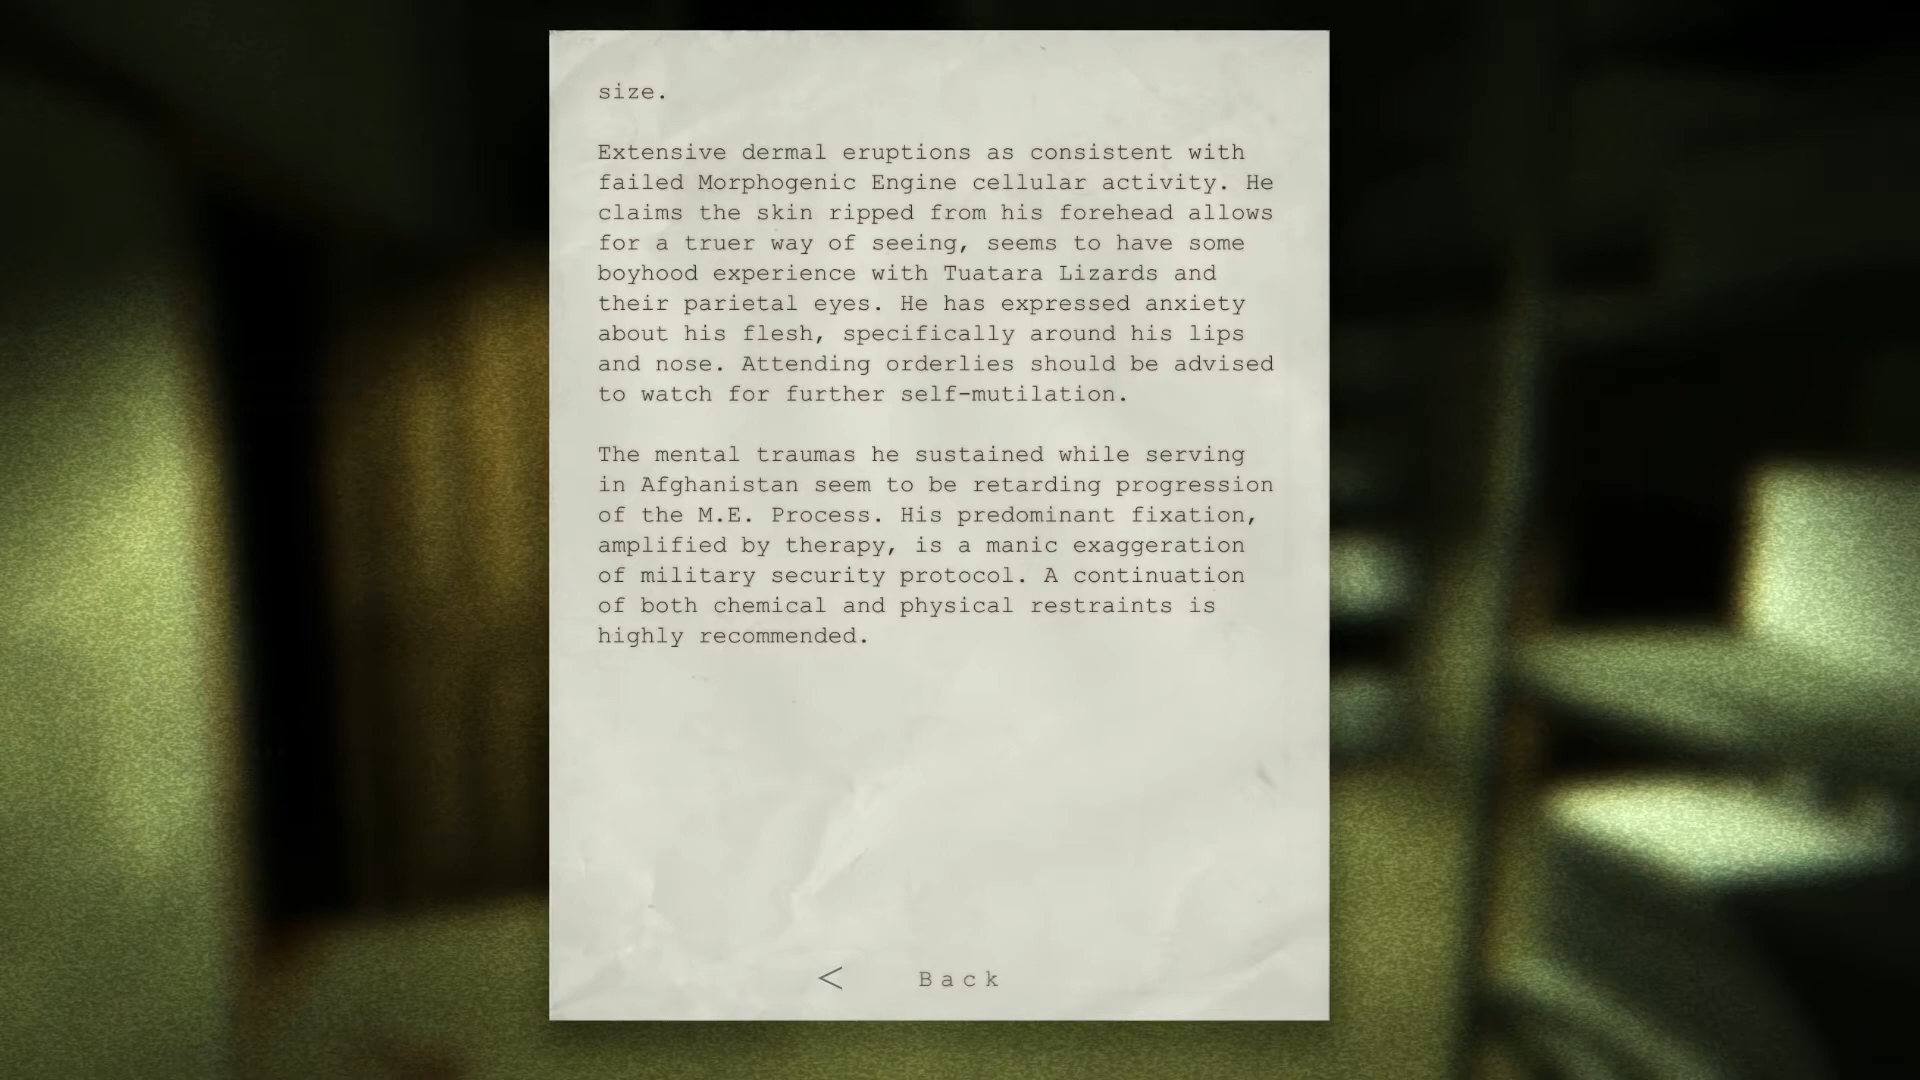 size.
Extensive dermal eruptions as consistent with
failed Morphogenic Engine cellular activity. He
claims the skin ripped from his forehead allows
for a truer way of seeing, seems to have some
boyhood experience with Tuatara Lizards and
their parietal eyes. He has expressed anxiety
about his flesh, specifically around his lips
and nose. Attending orderlies should be advised
to watch for further self-mutilation.
The mental traumas he sustained while serving
in Afghanistan seem to be retarding progression
of the M.E. Process. His predominant fixation,
amplified by therapy, is a manic exaggeration
of military security protocol. A continuation
of both chemical and physical restraints is
highly recommended.
< Back